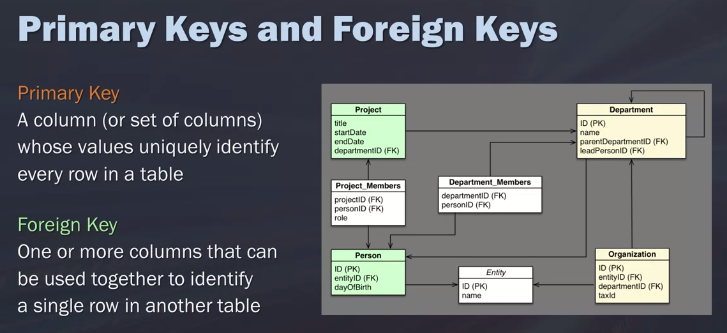 Primary Keys and Foreign Keys
Primary Key
A column (or set of columns)
whose values uniquely identify
every row in a table
Foreign Key
One or more columns that can
be used together to identify
a single row in another table
Project
title
startDate
endDate
departmentID (FK)
Department
ID (PK)
name
parentDepartmentID (FK)
leadPersonID (FK)
Project_Members
projectID (FK)
personID (FK)
role
Department_Members
departmentID (FK)
personID (FK)
Person
ID (PK)
entityID (FK)
dayOfBirth
Entity
ID (PK)
name
Organization
ID (PK)
entityID (FK)
departmentID (FK)
taxId